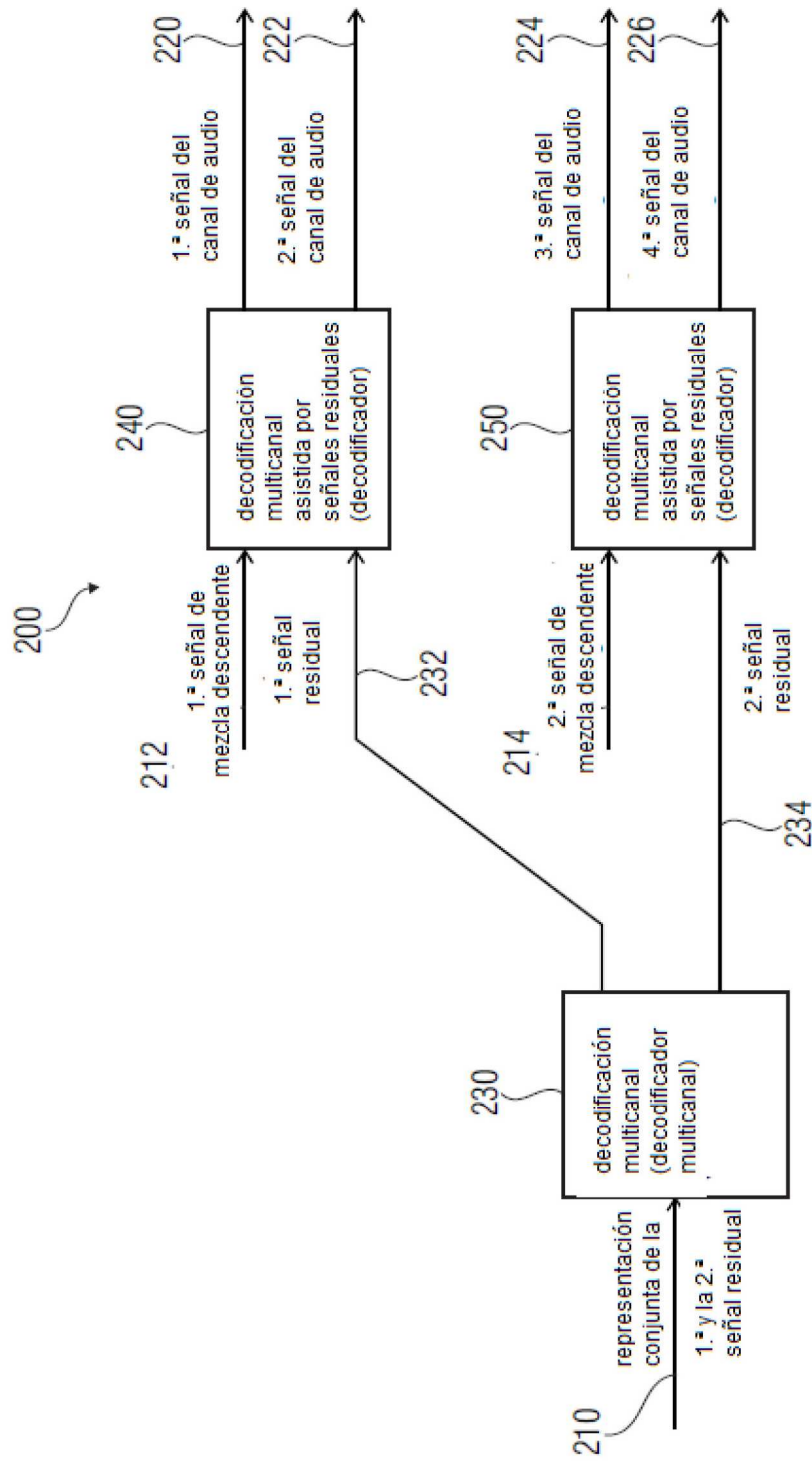 200
210
representación
conjunta de la
1.ª y la 2.ª
señal residual
230
decodificación
multicanal
(decodificador
multicanal)
232
234
212
1.ª señal de
mezcla descendente
1.ª señal
residual
240
decodificación
multicanal
asistida por
señales residuales
(decodificador)
1.ª señal del
canal de audio
220
2.ª señal del
canal de audio
222
214
2.ª señal de
mezcla descendente
2.ª señal
residual
250
decodificación
multicanal
asistida por
señales residuales
(decodificador)
3.ª señal del
canal de audio
224
4.ª señal del
canal de audio
226